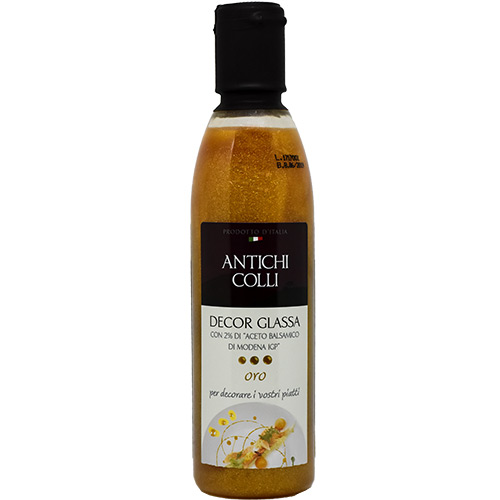 PRODOTTO D'ITALIA
ANTICHI
COLLI
DECOR GLASSA
CON 2% DI "ACETO BALSAMICO
DI MODENA IGP"
oro
per decorare i vostri piatti